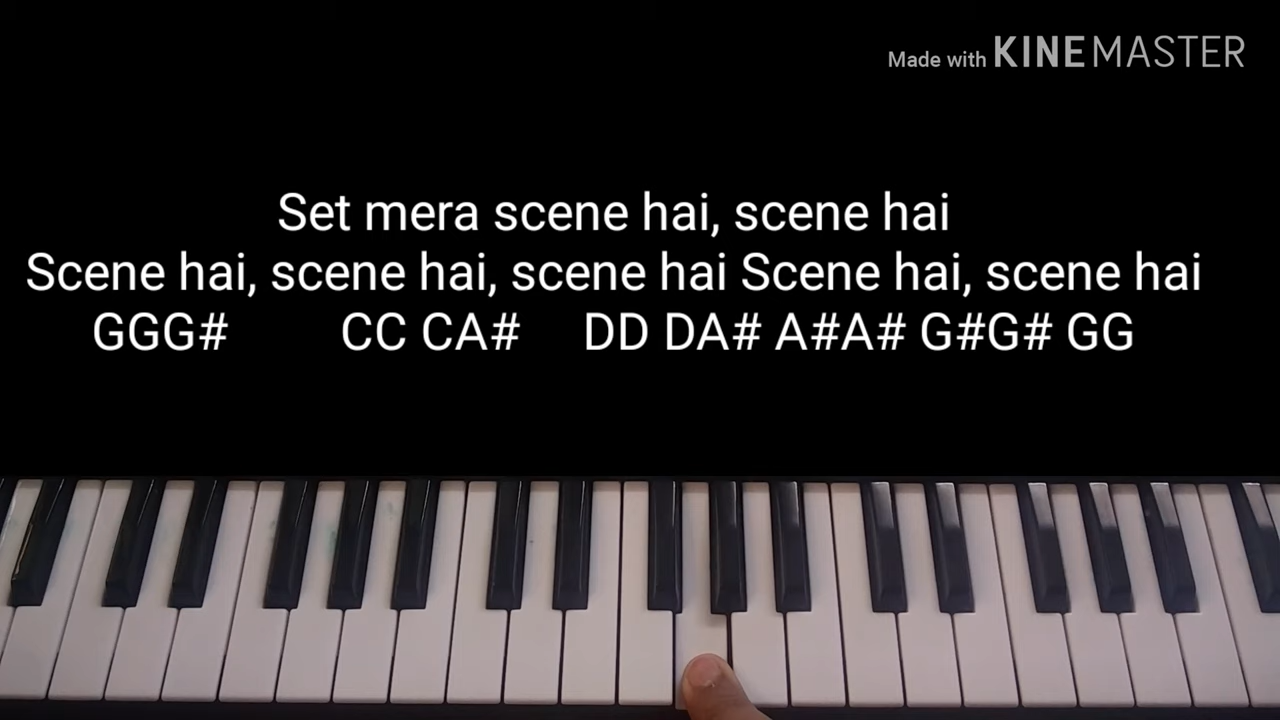 Made with KINEMASTER
Set mera scene hai, scene hai
Scene hai, scene hai, scene hai Scene hai, scene hai
GGG# CC CA# DD DA# A#A# G#G# GG